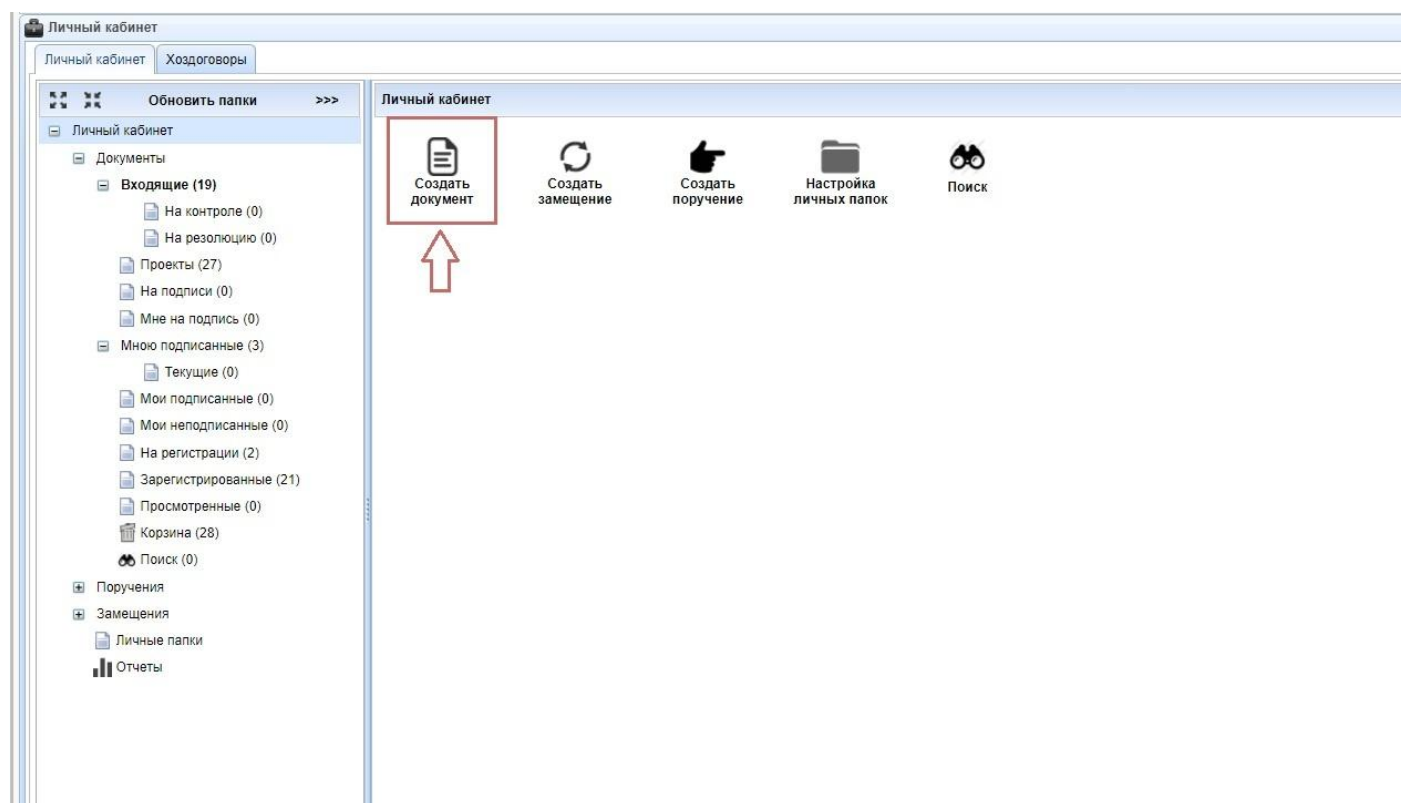 Личный кабинет
Личный кабинет Хоздоговоры
Обновить папки >>>
Личный кабинет
Документы
Входящие (19)
На контроле (0)
На резолюцию (0)
Проекты (27)
На подписи (0)
Мне на подпись (0)
Мною подписанные (3)
Текущие (0)
Мои подписанные (0)
Мои неподписанные (0)
На регистрации (2)
Зарегистрированные (21)
Просмотренные (0)
Корзина (28)
Поиск (0)
Поручения
Замещения
Личные папки
Отчеты
Личный кабинет
Создать
документ
Создать
замещение
Создать
поручение
Настройка
личных папок
Поиск